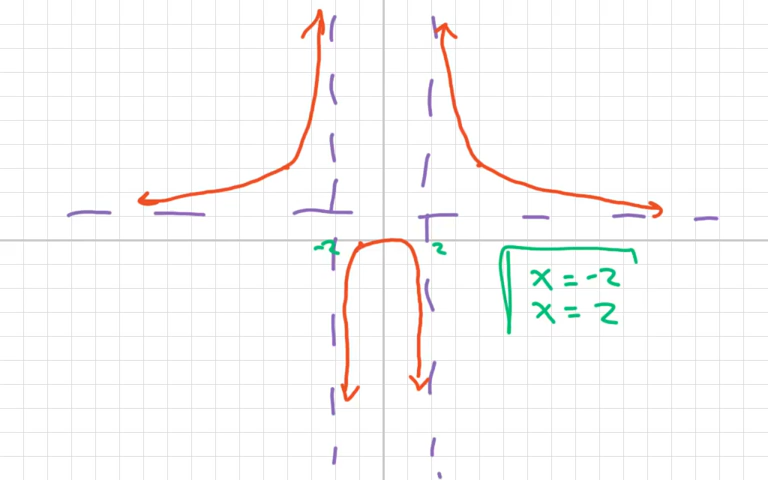 -2 2
x = -2
x = 2